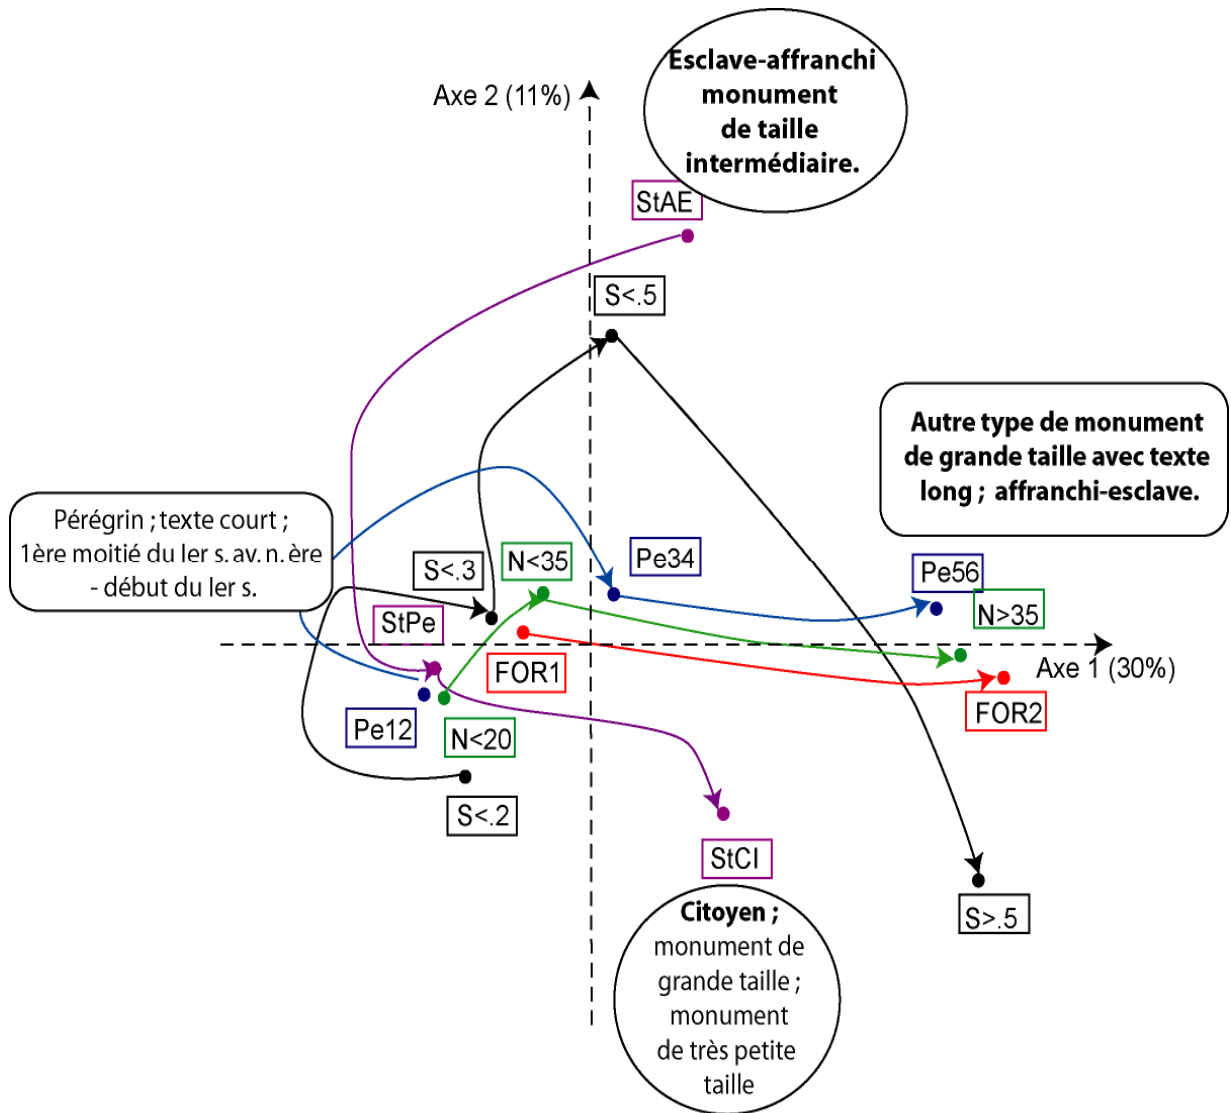 Esclave-affranchi
monument
de taille
intermédiaire.
Axe 2 (11%)
StAE
S<.5
Autre type de monument
de grande taille avec texte
long ; affranchi-esclave.
Pérégrin ; texte court ;
1ère moitié du Ier s. av. n. ère
- début du Ier s.
S<.3
N<35
Pe34
Pe56
N>35
StPe
FOR1
Axe 1 (30%)
FOR2
Pe12
N<20
S<.2
StCI
S>.5
Citoyen ;
monument de
grande taille ;
monument
de très petite
taille